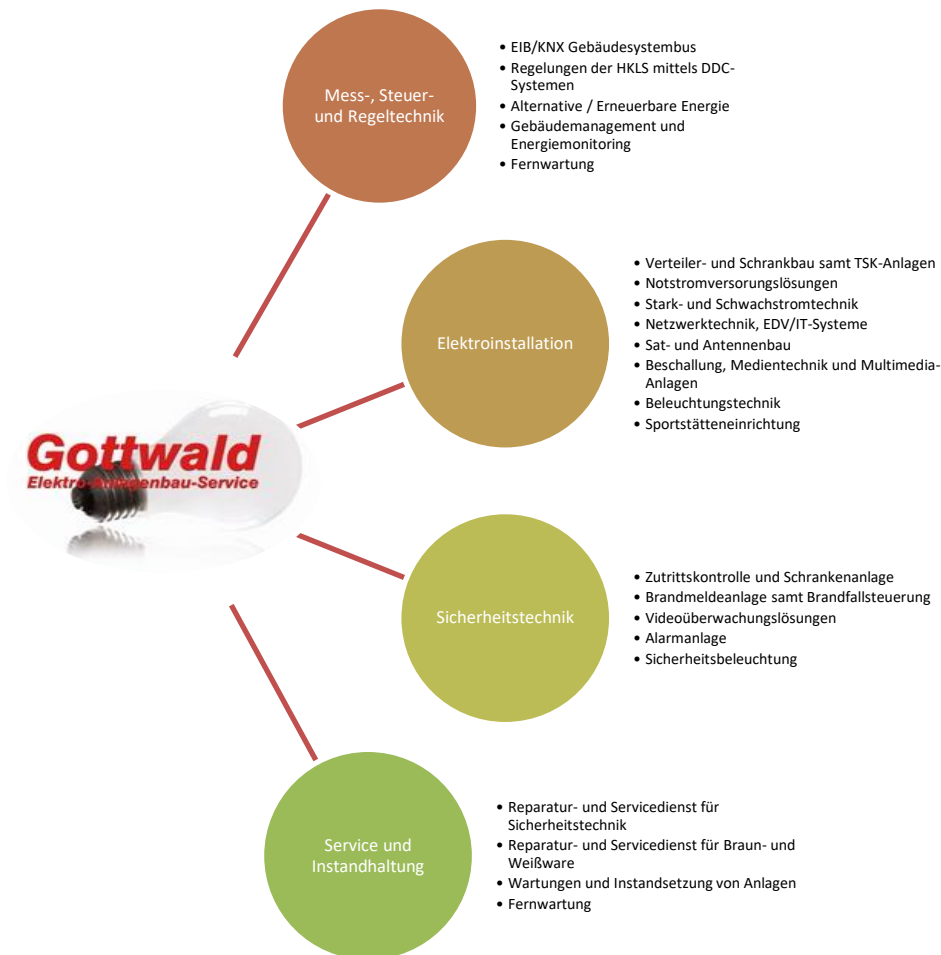 Mess-, Steuer-
und Regeltechnik
• EIB/KNX Gebäudesystembus
• Regelungen der HKLS mittels DDC-
Systemen
• Alternative / Erneuerbare Energie
• Gebäudemanagement und
Energiemonitoring
• Fernwartung
Elektroinstallation
• Verteiler- und Schrankbau samt TSK-Anlagen
• Notstromversorungslösungen
• Stark- und Schwachstromtechnik
• Netzwerktechnik, EDV/IT-Systeme
• Sat- und Antennenbau
• Beschallung, Medientechnik und Multimedia-
Anlagen
• Beleuchtungstechnik
• Sportstätteneinrichtung
Gottwald
Elektro-Anlagenbau-Service
Sicherheitstechnik
• Zutrittskontrolle und Schrankenanlage
• Brandmeldeanlage samt Brandfallsteuerung
• Videoüberwachungslösungen
• Alarmanlage
• Sicherheitsbeleuchtung
Service und
Instandhaltung
• Reparatur- und Servicedienst für
Sicherheitstechnik
• Reparatur- und Servicedienst für Braun- und
Weißware
• Wartungen und Instandsetzung von Anlagen
• Fernwartung